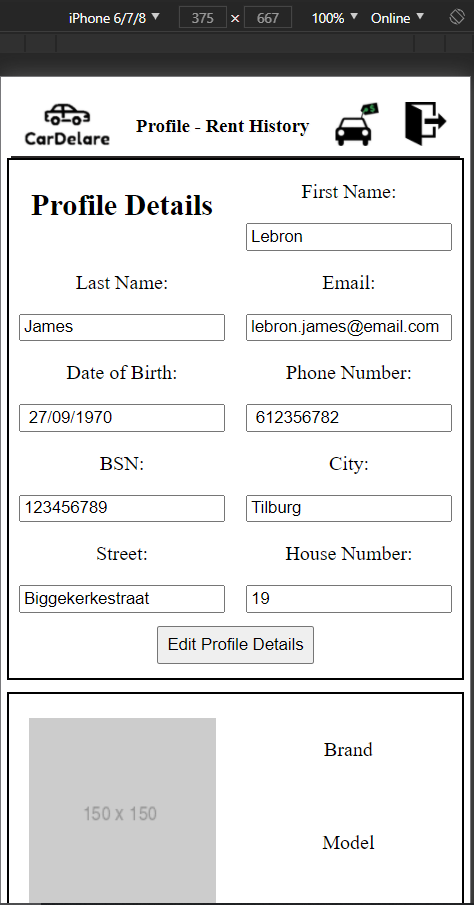 iPhone 6/7/8 ▼ 375 × 667 100% ▼ Online ▼
CarDelare
Profile - Rent History
$
Profile Details
First Name:
Lebron
Last Name:
Email:
James
lebron.james@email.com
Date of Birth:
Phone Number:
27/09/1970
612356782
BSN:
City:
123456789
Tilburg
Street:
House Number:
Biggekerkestraat
19
Edit Profile Details
150 x 150
Brand
Model